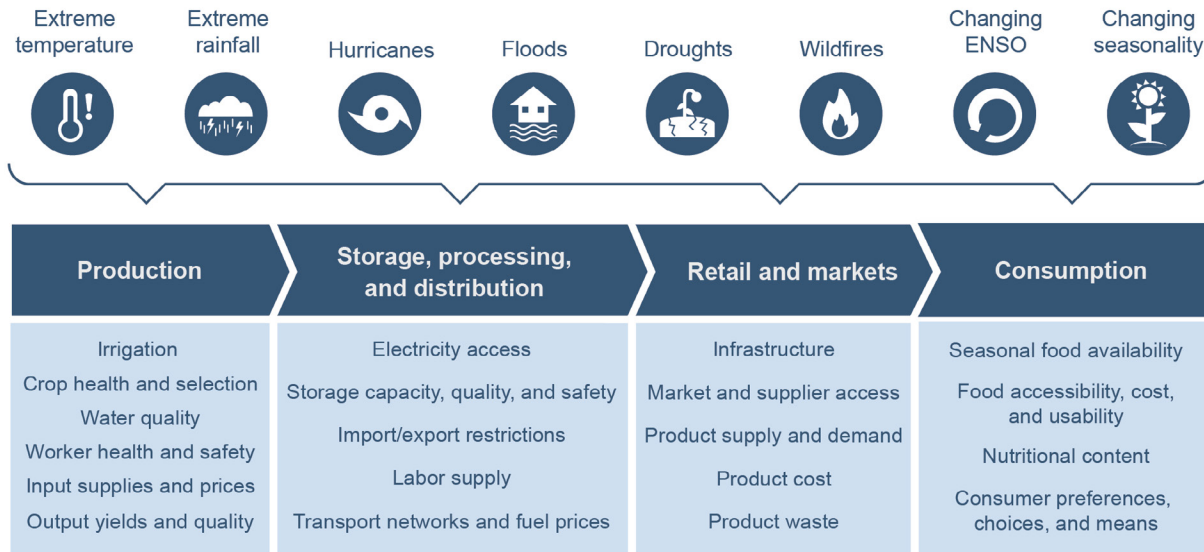 Extreme
temperature
Extreme
rainfall
Hurricanes
Floods
Droughts
Wildfires
Changing
ENSO
Changing
seasonality
Production
Storage, processing,
and distribution
Retail and markets
Consumption
Irrigation
Crop health and selection
Water quality
Worker health and safety
Input supplies and prices
Output yields and quality
Electricity access
Storage capacity, quality, and safety
Import/export restrictions
Labor supply
Transport networks and fuel prices
Infrastructure
Market and supplier access
Product supply and demand
Product cost
Product waste
Seasonal food availability
Food accessibility, cost,
and usability
Nutritional content
Consumer preferences,
choices, and means